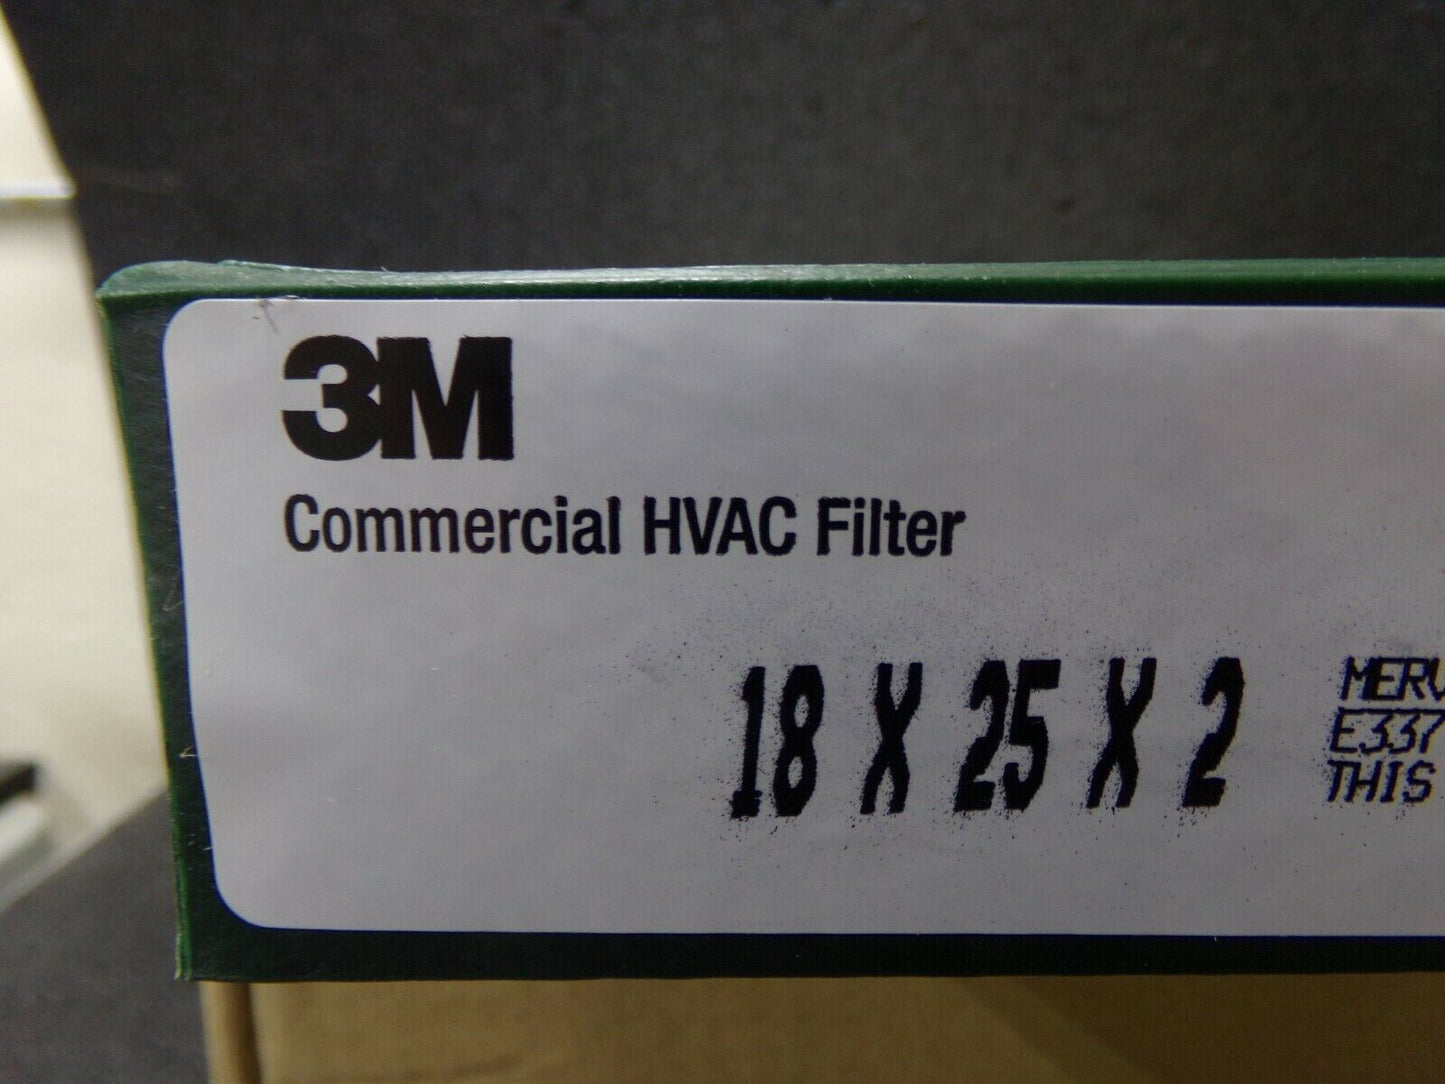 3M
Commercial HVAC Filter
18 X 25 X 2
MERV
E337
THIS